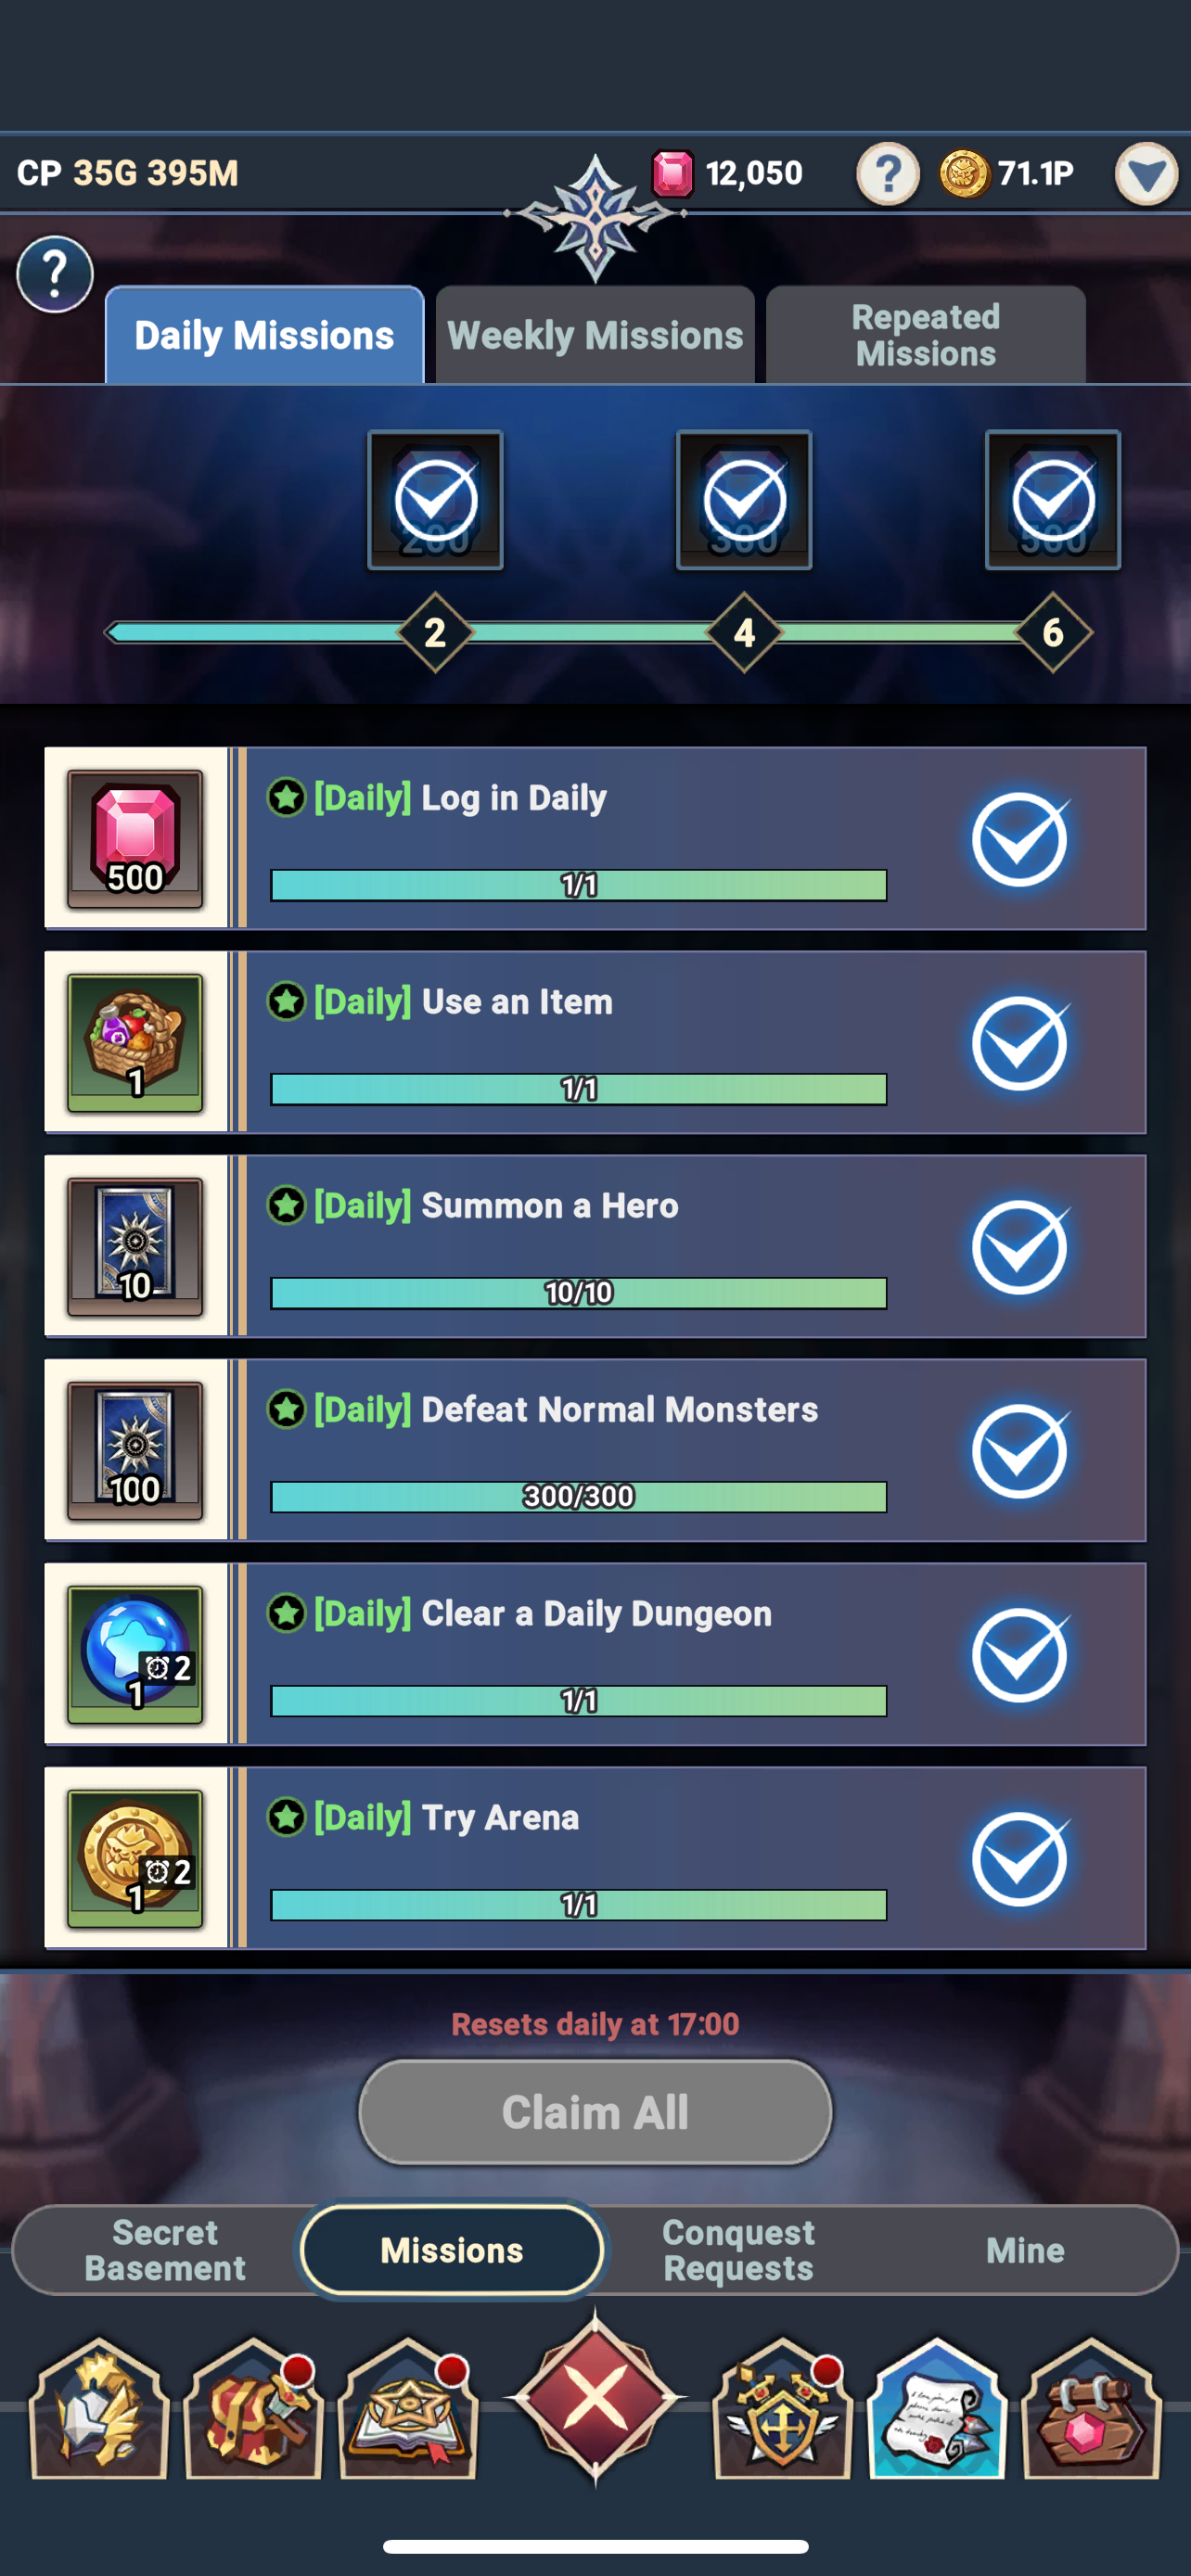 CP 35G 395M
12,050
?
71.1P
?
Daily Missions
Weekly Missions
Repeated
Missions
200
300
500
2
4
6
500
[Daily] Log in Daily
1/1
1
[Daily] Use an Item
1/1
10
[Daily] Summon a Hero
10/10
100
[Daily] Defeat Normal Monsters
300/300
2
1
[Daily] Clear a Daily Dungeon
1/1
2
1
[Daily] Try Arena
1/1
Resets daily at 17:00
Claim All
Secret
Basement
Missions
Conquest
Requests
Mine